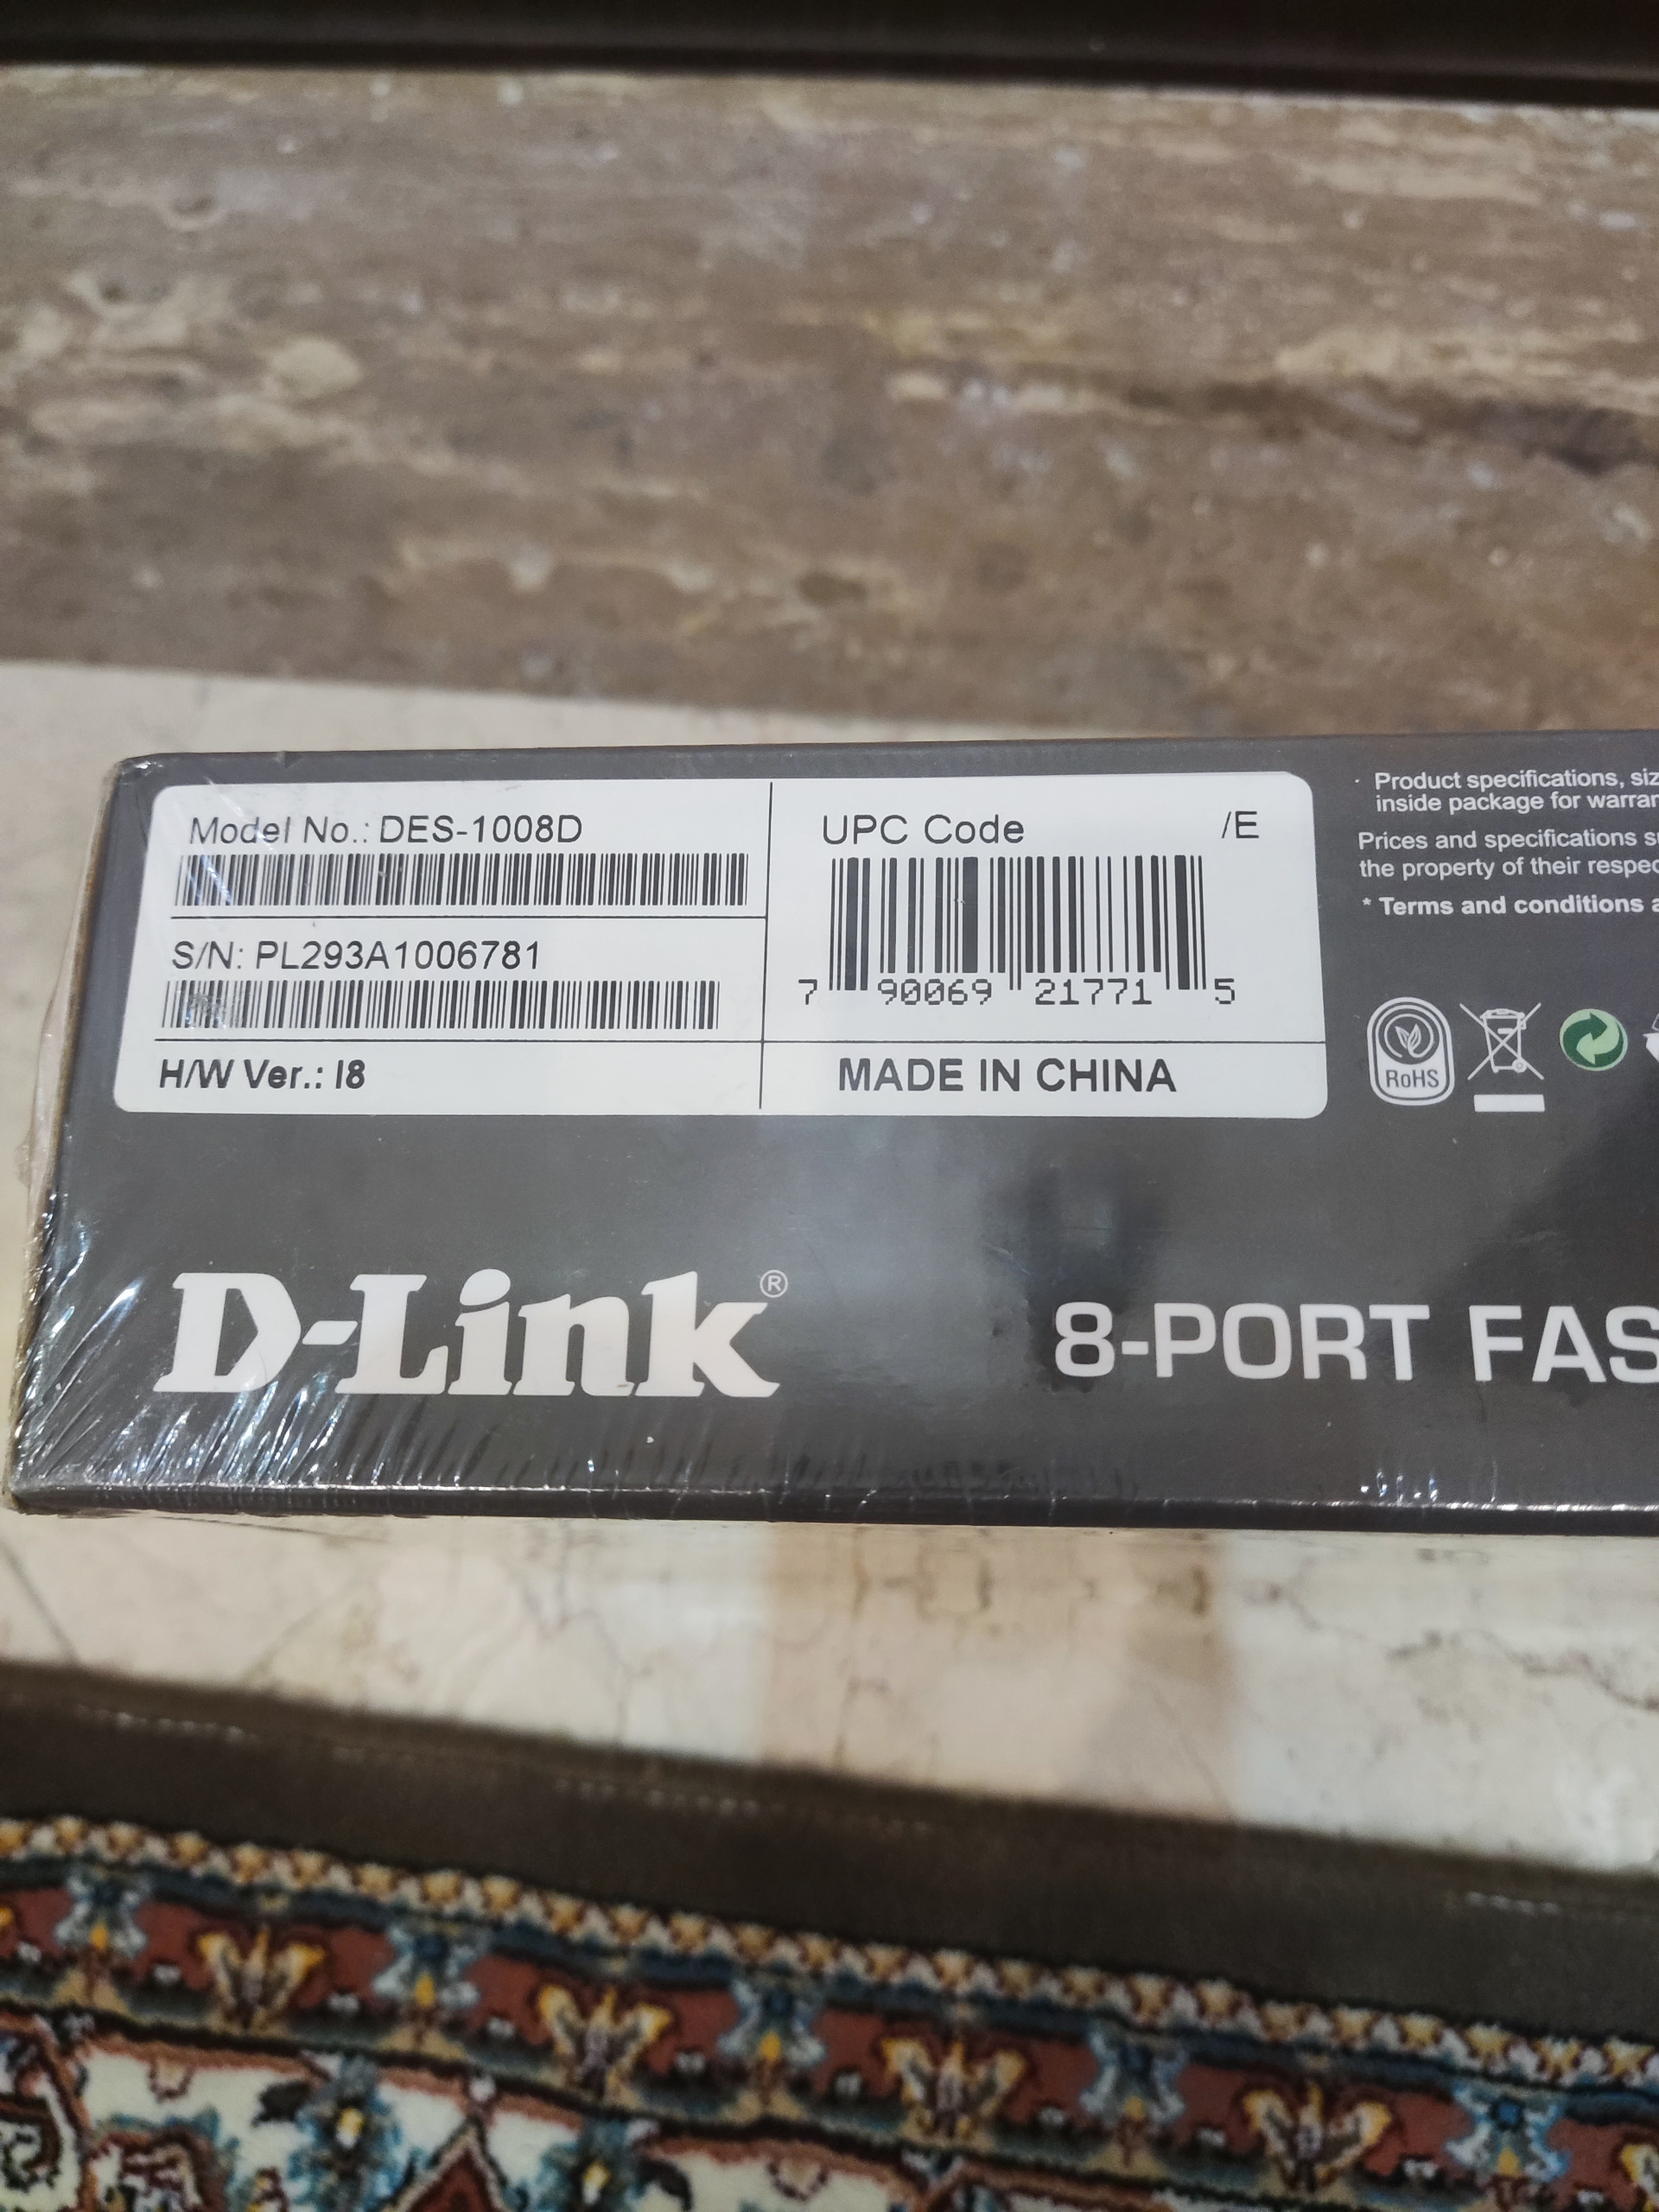 Model No.: DES-1008D
S/N: PL293A1006781
H/W Ver.: I8
UPC Code /E
7 90069 21771 5
MADE IN CHINA
· Product specifications, siz
inside package for warrar
Prices and specifications s
the property of their respec
* Terms and conditions a
RoHS
D-Link®
8-PORT FAS